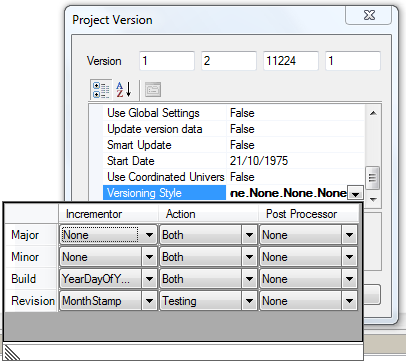 Project Version
Version 1 2 11224 1
Use Global Settings False
Update version data False
Smart Update False
Start Date 21/10/1975
Use Coordinated Univers False
Versioning Style ne.None.None.None
Incrementor Action Post Processor
Major None Both None
Minor None Both None
Build YearDayOfY... Both None
Revision MonthStamp Testing None